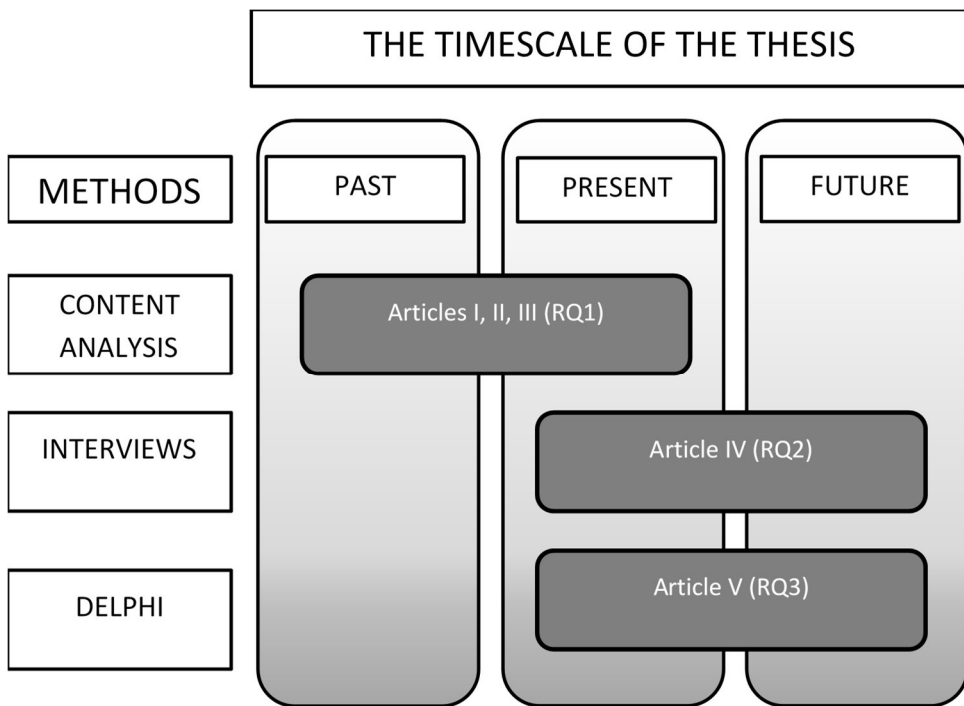 THE TIMESCALE OF THE THESIS
METHODS
PAST
PRESENT
FUTURE
CONTENT
ANALYSIS
Articles I, II, III (RQ1)
INTERVIEWS
Article IV (RQ2)
DELPHI
Article V (RQ3)